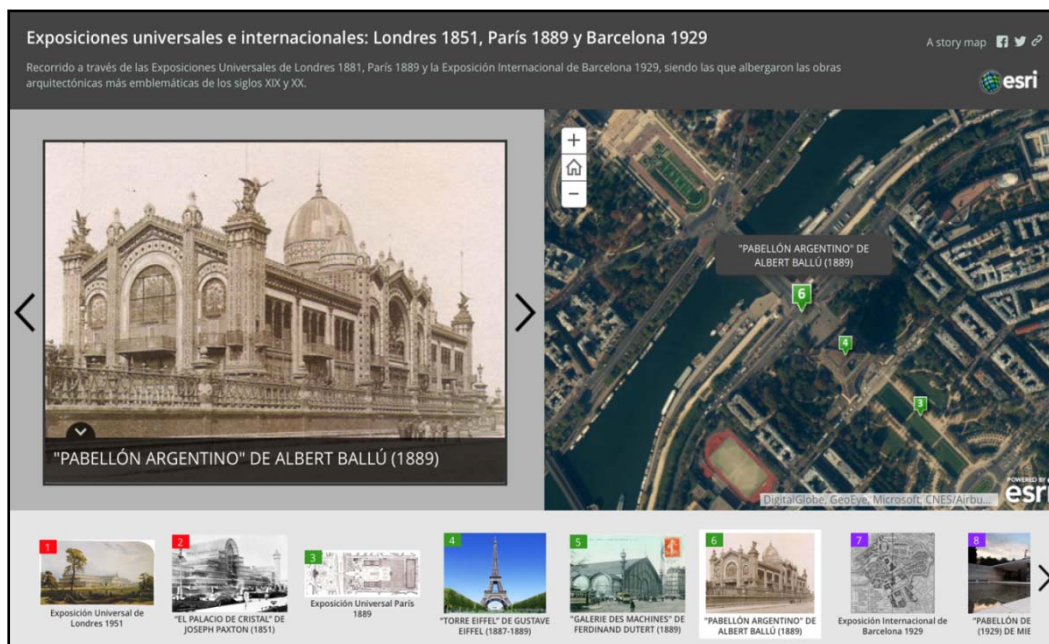 Exposiciones universales e internacionales: Londres 1851, París 1889 y Barcelona 1929
A story map
Recorrido a través de las Exposiciones Universales de Londres 1881, París 1889 y la Exposición Internacional de Barcelona 1929, siendo las que albergaron las obras
arquitectónicas más emblemáticas de los siglos XIX y XX.
esri
"PABELLÓN ARGENTINO" DE ALBERT BALLÚ (1889)
+
−
"PABELLÓN ARGENTINO" DE
ALBERT BALLÚ (1889)
6
4
3
DigitalGlobe, GeoEye, Microsoft, CNES/Airbu...
POWERED BY
esri
1
Exposición Universal de
Londres 1951
2
"EL PALACIO DE CRISTAL" DE
JOSEPH PAXTON (1851)
3
Exposición Universal París
1889
4
"TORRE EIFFEL" DE GUSTAVE
EIFFEL (1887-1889)
5
"GALERIE DES MACHINES" DE
FERDINAND DUTERT (1889)
6
"PABELLÓN ARGENTINO" DE
ALBERT BALLÚ (1889)
7
Exposición Internacional de
Barcelona 1929
8
"PABELLÓN DE
(1929) DE MIE